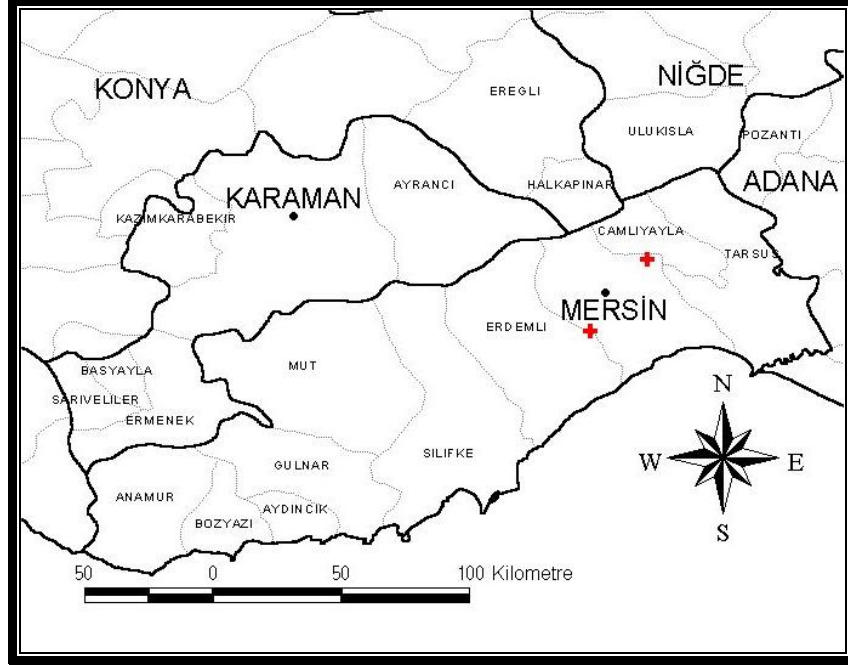 KONYA
NİĞDE
EREGLI
ULUKISLA
POZANTI
AYRANCI
HALKAPINAR
ADANA
KARAMAN
KAZIMKARABEKIR
CAMLIYAYLA
TARSUS
MERSİN
ERDEMLI
MUT
BASYAYLA
SARIVELILER
ERMENEK
SILIFKE
GULNAR
ANAMUR
AYDINCIK
BOZYAZI
N
W E
S
50 0 50 100 Kilometre